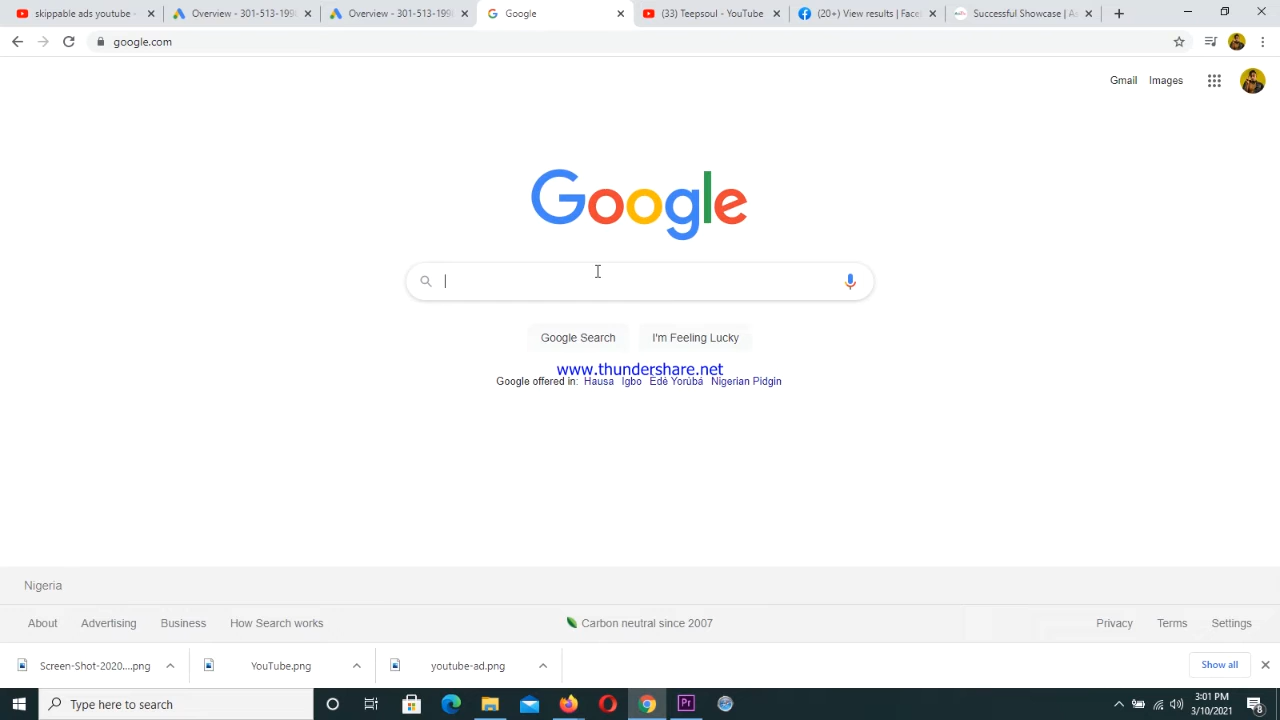 skippable ads youtube -
Overview - 301-513-199
Overview - 301-513-199
Google
(33) Teepsoul - YouTube
(20+) View results | Face
Successful Showcase | A
google.com
Gmail Images
Google
Google Search I'm Feeling Lucky
www.thundershare.net
Google offered in: Hausa Igbo Èdè Yorùbá Nigerian Pidgin
Nigeria
About Advertising Business How Search works Carbon neutral since 2007 Privacy Terms Settings
Screen-Shot-2020....png YouTube.png youtube-ad.png Show all
Type here to search Pr 3:01 PM
3/10/2021 8